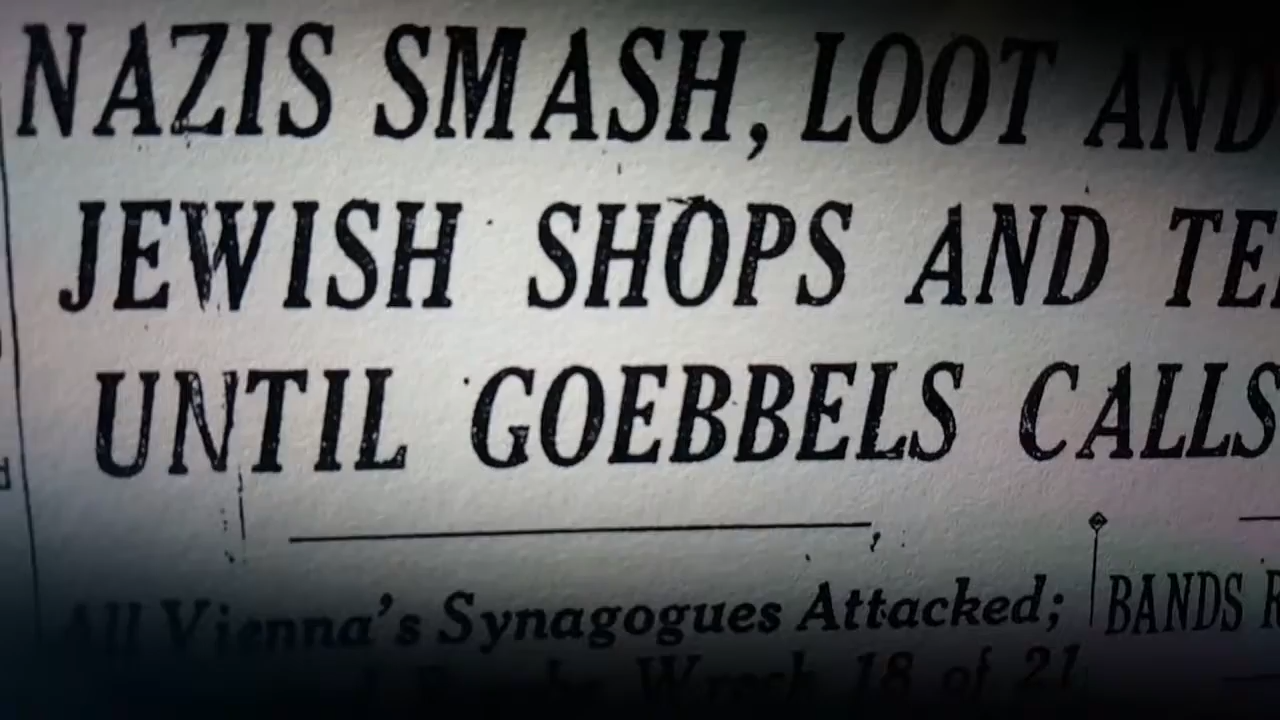 NAZIS SMASH, LOOT AND
JEWISH SHOPS AND TE
UNTIL GOEBBELS CALLS
All Vienna's Synagogues Attacked;
BANDS R
Wreck 18 of 21